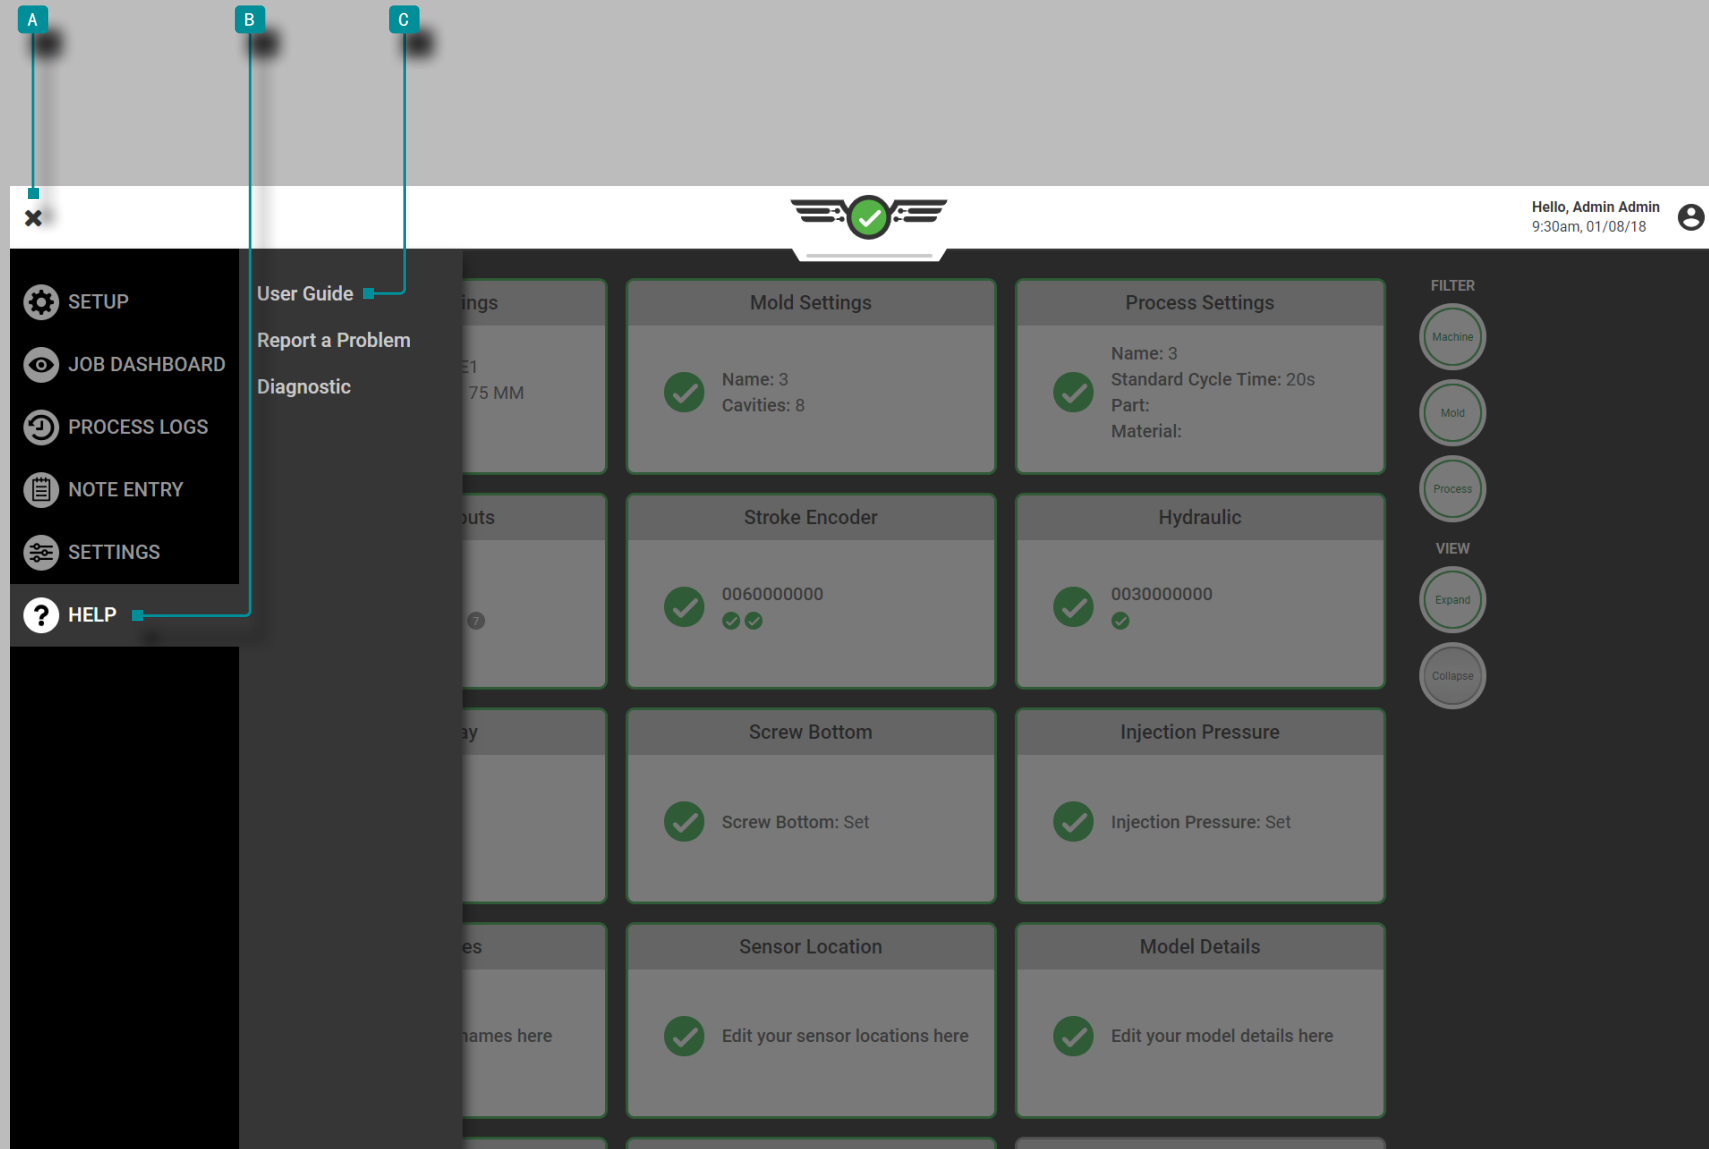 A
B
C
Hello, Admin Admin
9:30am, 01/08/18
SETUP
JOB DASHBOARD
PROCESS LOGS
NOTE ENTRY
SETTINGS
HELP
User Guide
Report a Problem
Diagnostic
ings
E1
75 MM
Mold Settings
Name: 3
Cavities: 8
Process Settings
Name: 3
Standard Cycle Time: 20s
Part:
Material:
outs
7
Stroke Encoder
0060000000
Hydraulic
0030000000
ay
Screw Bottom
Screw Bottom: Set
Injection Pressure
Injection Pressure: Set
es
names here
Sensor Location
Edit your sensor locations here
Model Details
Edit your model details here
FILTER
Machine
Mold
Process
VIEW
Expand
Collapse